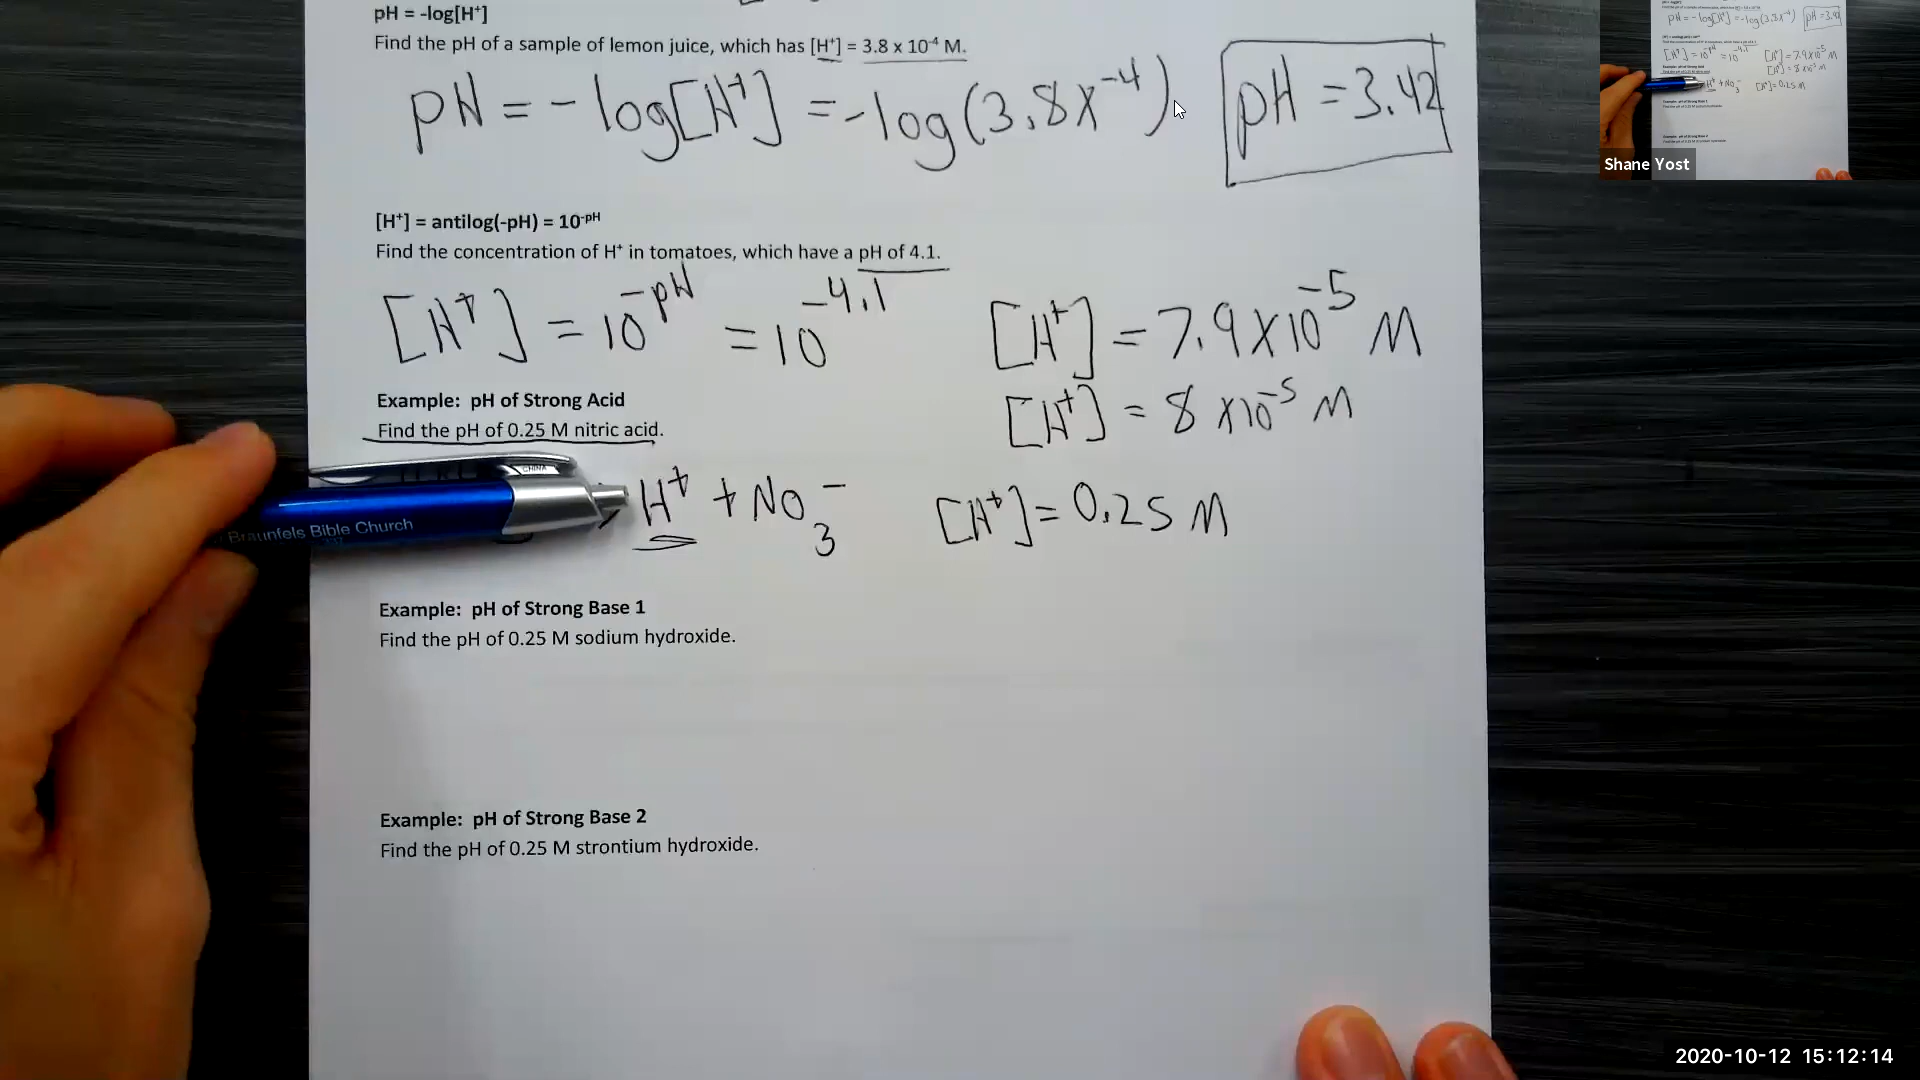 pH = -log[H⁺]
Find the pH of a sample of lemon juice, which has [H⁺] = 3.8 x 10⁻⁴ M.
pH = -log[H⁺] = -log(3.8x⁻⁴)
pH = 3.42
[H⁺] = antilog(-pH) = 10⁻ᵖᴴ
Find the concentration of H⁺ in tomatoes, which have a pH of 4.1.
[H⁺] = 10⁻ᵖᴴ = 10^-4.1
[H⁺] = 7.9 x 10⁻⁵ M
[H⁺] = 8 x10⁻⁵ M
Example: pH of Strong Acid
Find the pH of 0.25 M nitric acid.
H⁺ + NO₃⁻
[H⁺] = 0.25 M
CHINA
Braunfels Bible Church
Example: pH of Strong Base 1
Find the pH of 0.25 M sodium hydroxide.
Example: pH of Strong Base 2
Find the pH of 0.25 M strontium hydroxide.
Shane Yost
2020-10-12 15:12:14